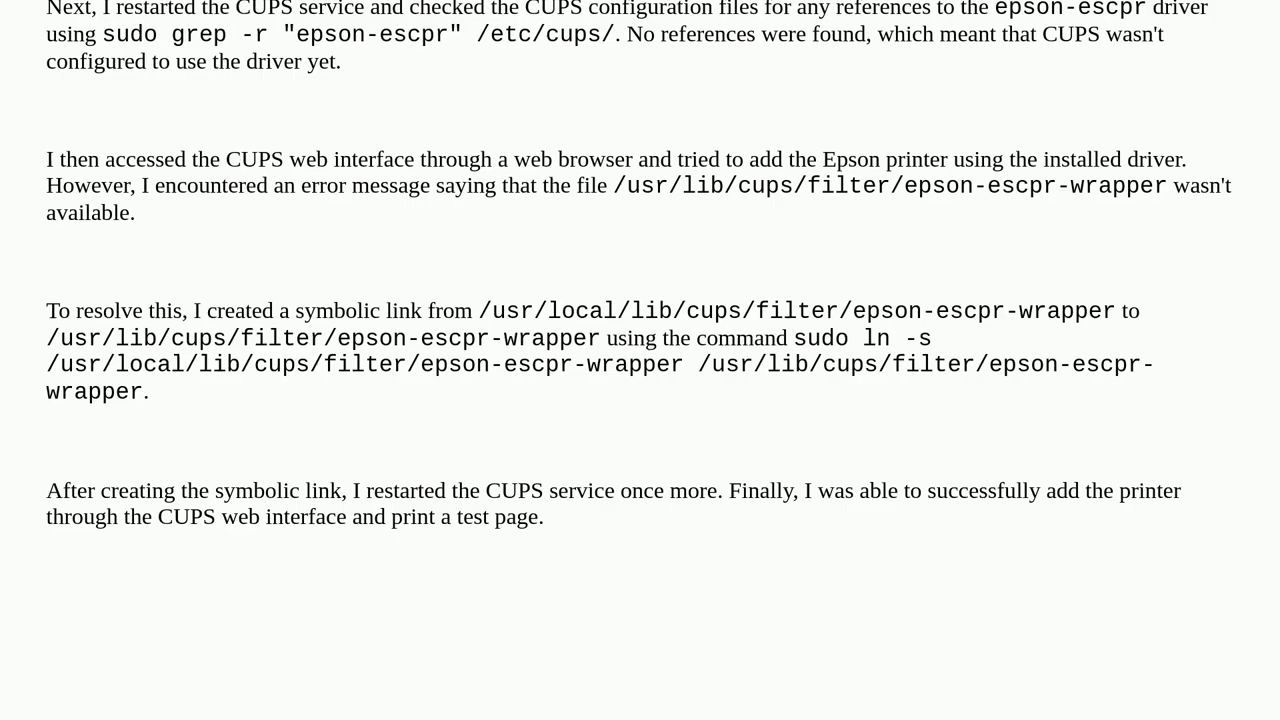 Next, I restarted the CUPS service and checked the CUPS configuration files for any references to the epson-escpr driver
using sudo grep -r "epson-escpr" /etc/cups/. No references were found, which meant that CUPS wasn't
configured to use the driver yet.
I then accessed the CUPS web interface through a web browser and tried to add the Epson printer using the installed driver.
However, I encountered an error message saying that the file /usr/lib/cups/filter/epson-escpr-wrapper wasn't
available.
To resolve this, I created a symbolic link from /usr/local/lib/cups/filter/epson-escpr-wrapper to
/usr/lib/cups/filter/epson-escpr-wrapper using the command sudo ln -s
/usr/local/lib/cups/filter/epson-escpr-wrapper /usr/lib/cups/filter/epson-escpr-
wrapper.
After creating the symbolic link, I restarted the CUPS service once more. Finally, I was able to successfully add the printer
through the CUPS web interface and print a test page.